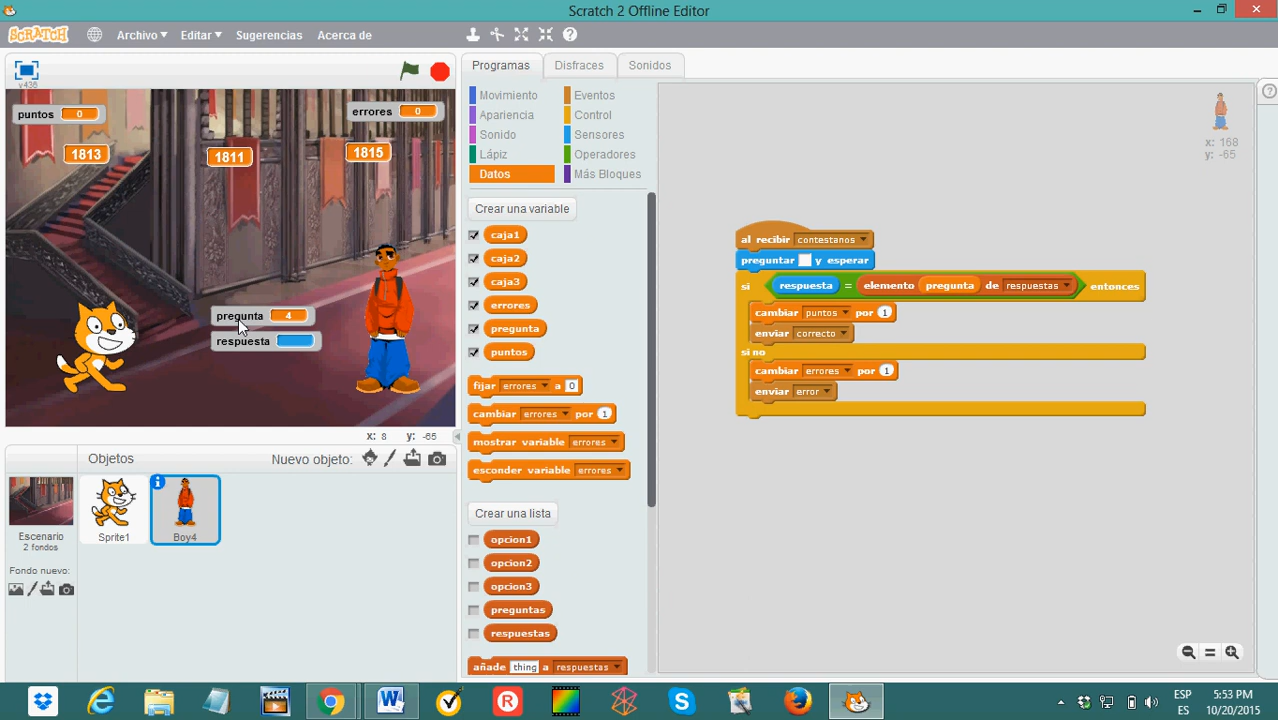 Scratch 2 Offline Editor
SCRATCH Archivo Editar Sugerencias Acerca de
v436
puntos 0
errores 0
1813 1811 1815
pregunta 4
respuesta
x: 8 y: -65
Objetos Nuevo objeto:
Escenario
2 fondos
Sprite1
Boy4
Fondo nuevo:
Programas Disfraces Sonidos
Movimiento Eventos
Apariencia Control
Sonido Sensores
Lápiz Operadores
Datos Más Bloques
Crear una variable
caja1
caja2
caja3
errores
pregunta
puntos
fijar errores a 0
cambiar errores por 1
mostrar variable errores
esconder variable errores
Crear una lista
opcion1
opcion2
opcion3
preguntas
respuestas
añade thing a respuestas
x: 168
y: -65
al recibir contestanos
preguntar y esperar
si respuesta = elemento pregunta de respuestas entonces
cambiar puntos por 1
enviar correcto
si no
cambiar errores por 1
enviar error
ESP 5:53 PM
ES 10/20/2015